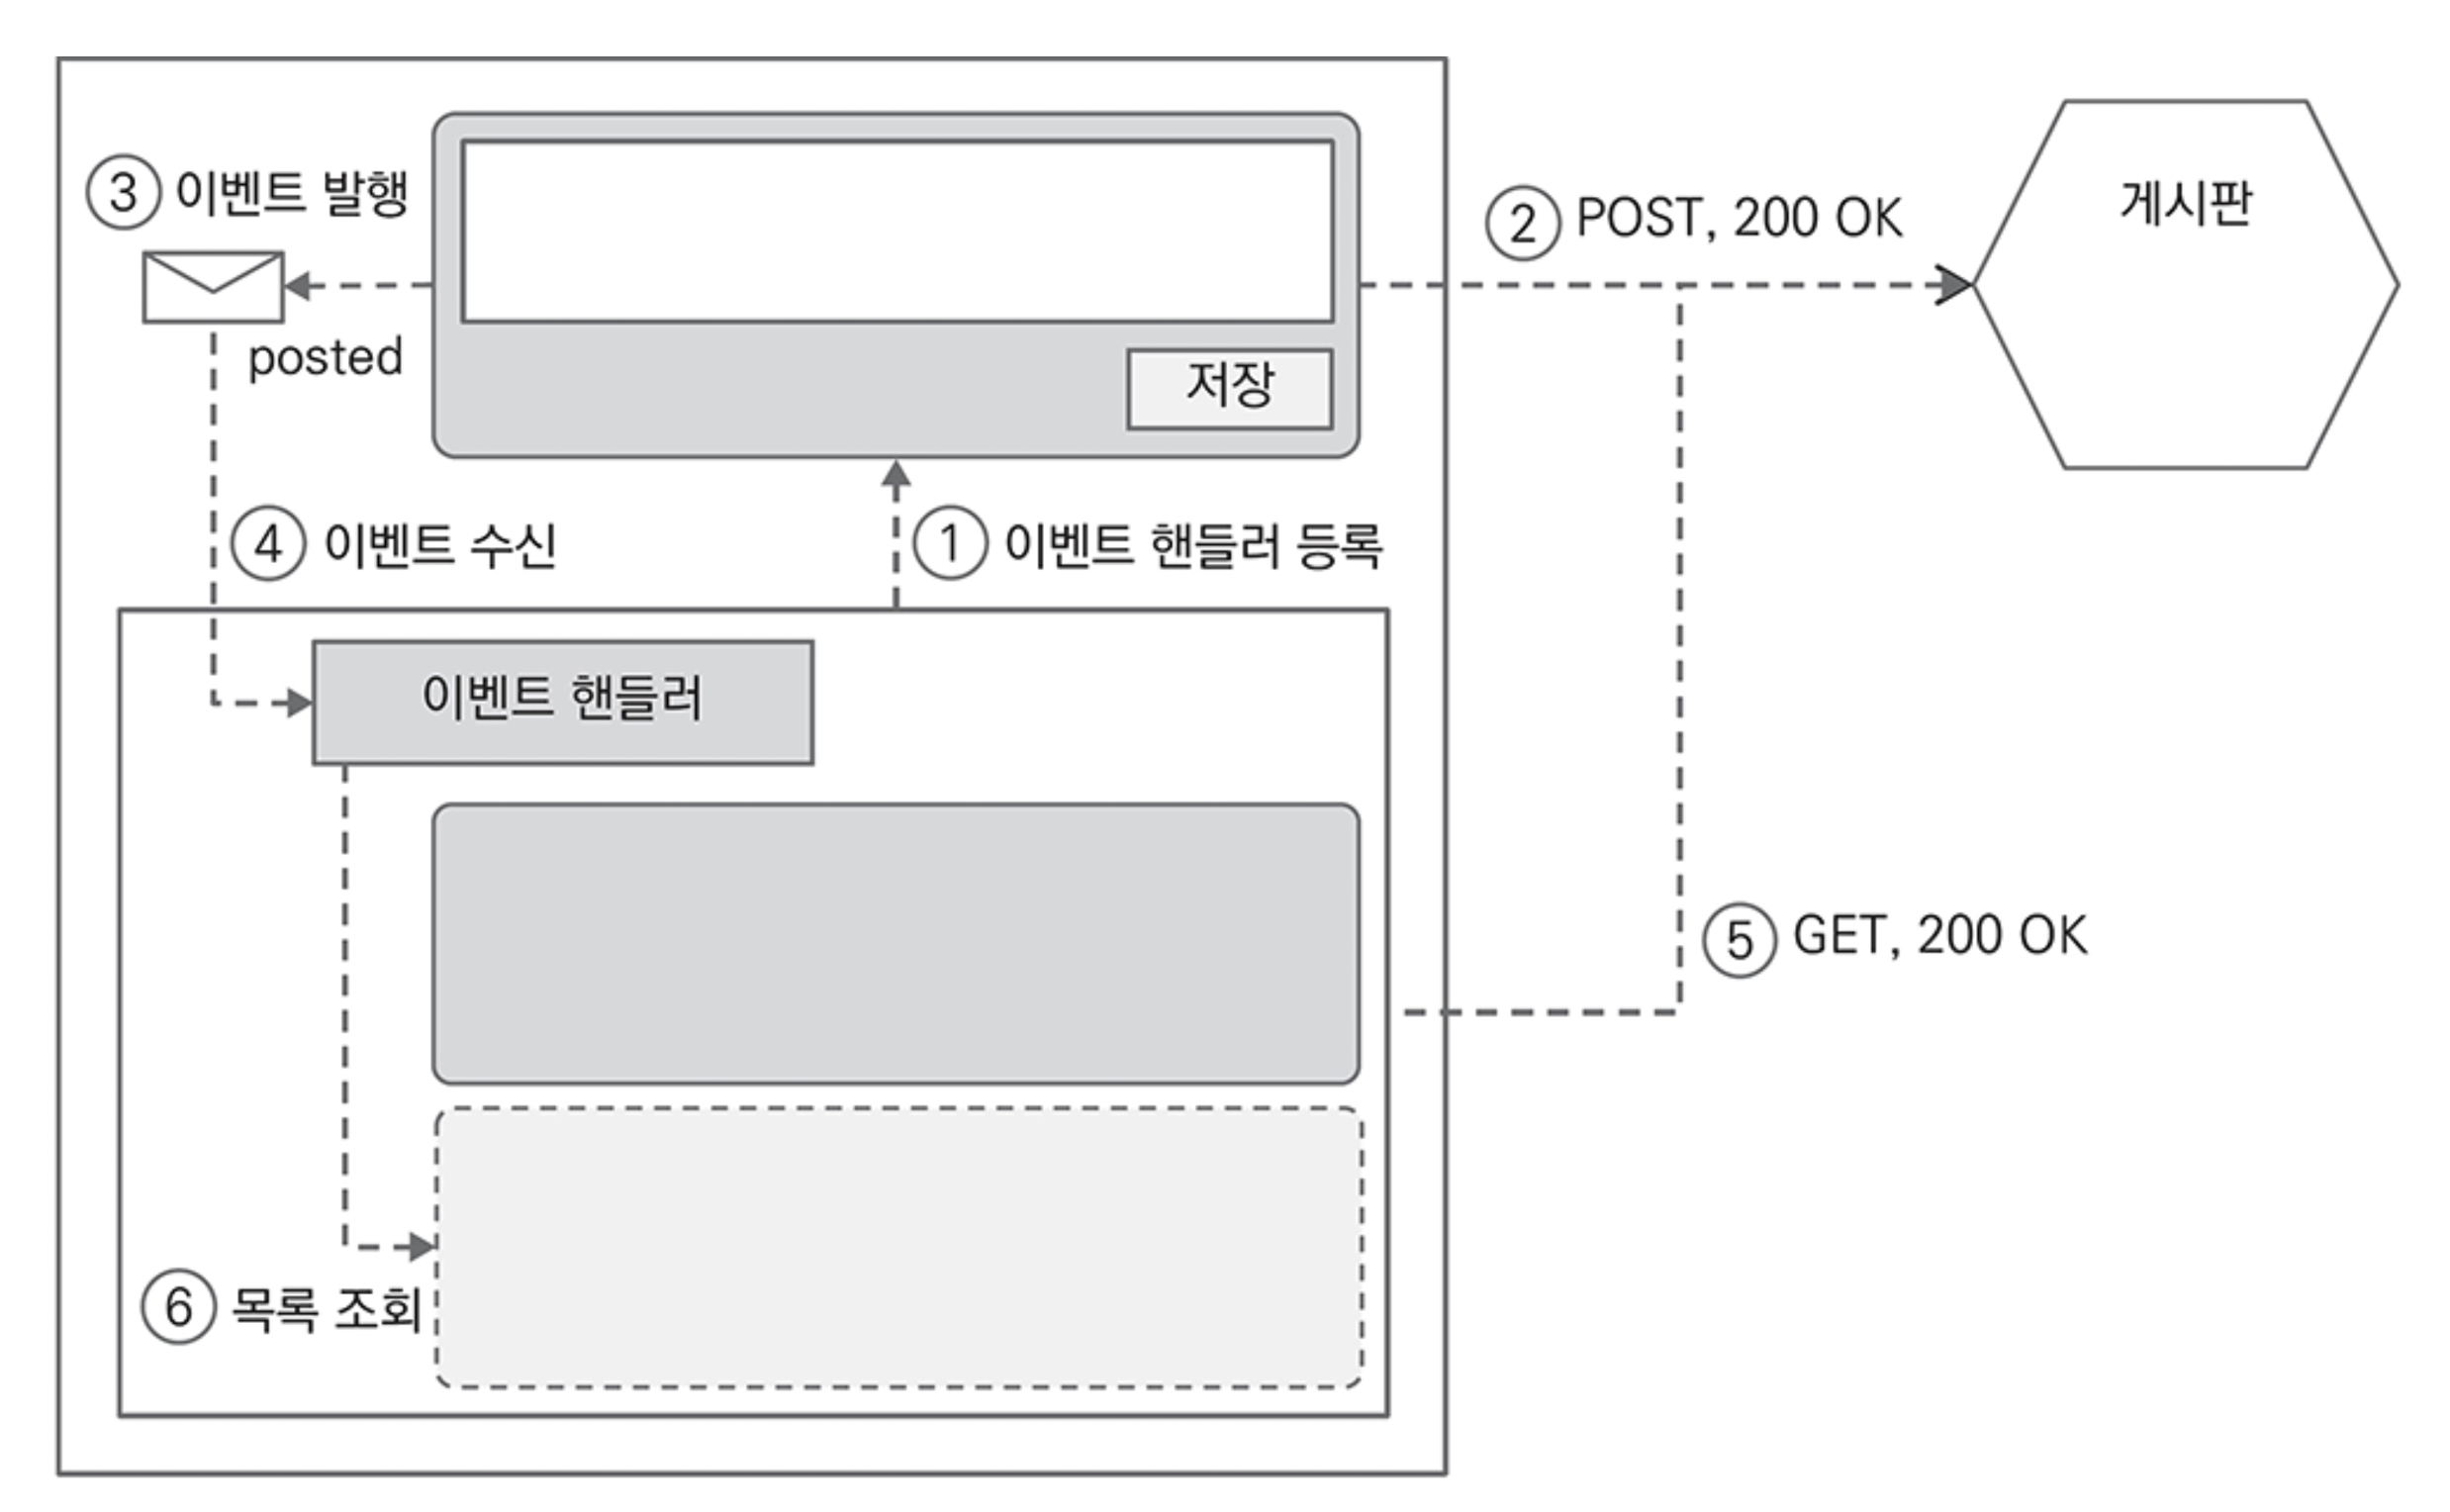 ③ 이벤트 발행
② POST, 200 OK
게시판
posted
저장
④ 이벤트 수신
① 이벤트 핸들러 등록
이벤트 핸들러
⑤ GET, 200 OK
⑥ 목록 조회